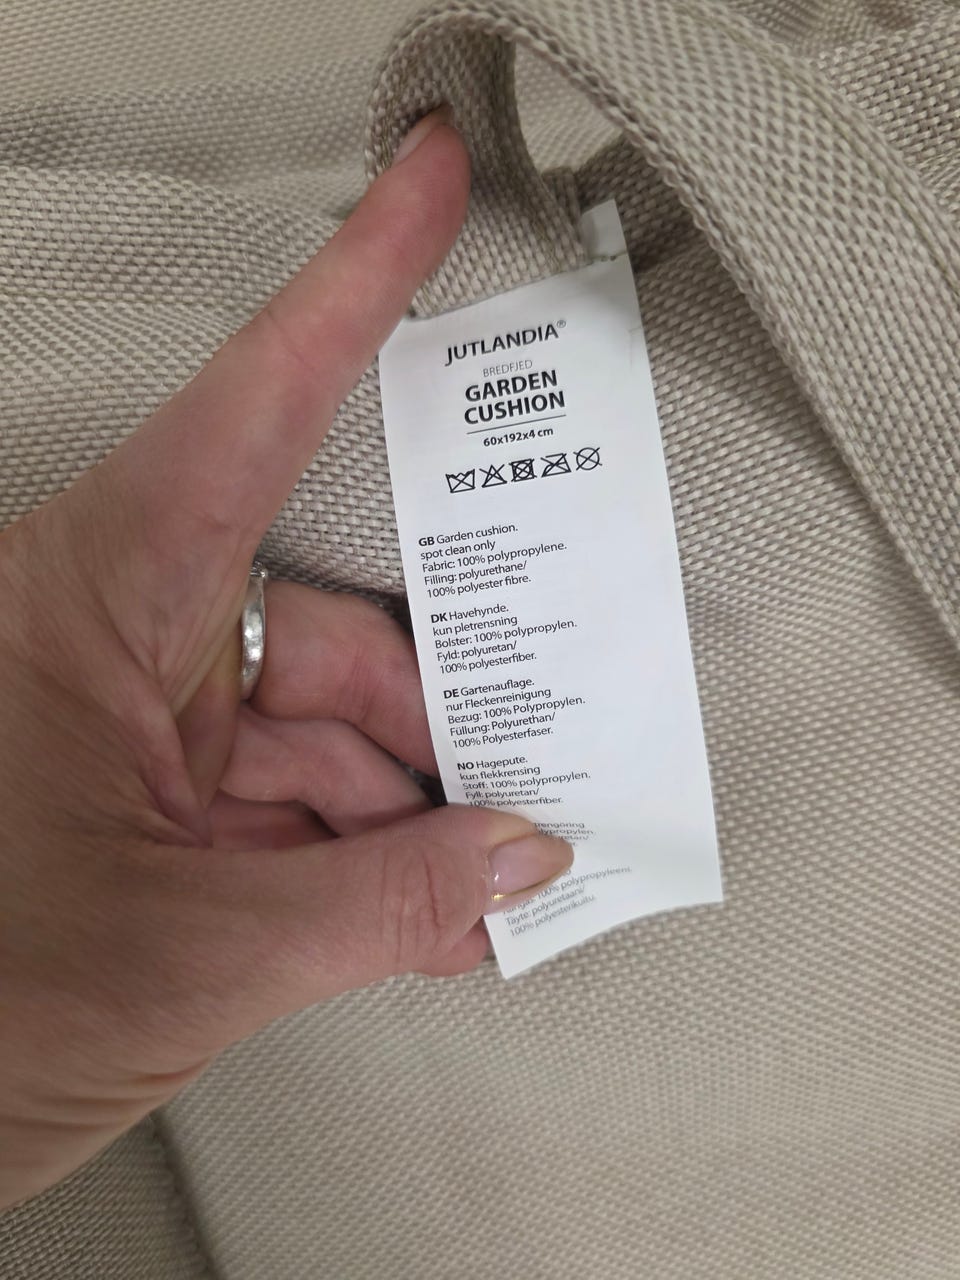 JUTLANDIA®
BREDFJED
GARDEN
CUSHION
60x192x4 cm
GB Garden cushion.
spot clean only
Fabric: 100% polypropylene.
Filling: polyurethane/
100% polyester fibre.
DK Havehynde.
kun pletrensning
Bolster: 100% polypropylen.
Fyld: polyuretan/
100% polyesterfiber.
DE Gartenauflage.
nur Fleckenreinigung
Bezug: 100% Polypropylen.
Füllung: Polyurethan/
100% Polyesterfaser.
NO Hagepute.
kun flekkrensing
Stoff: 100% polypropylen.
Fyll: polyuretan/
100% polyesterfiber.
100% polypropyleeni.
Täyte: polyuretaani/
100% polyesterikuitu.